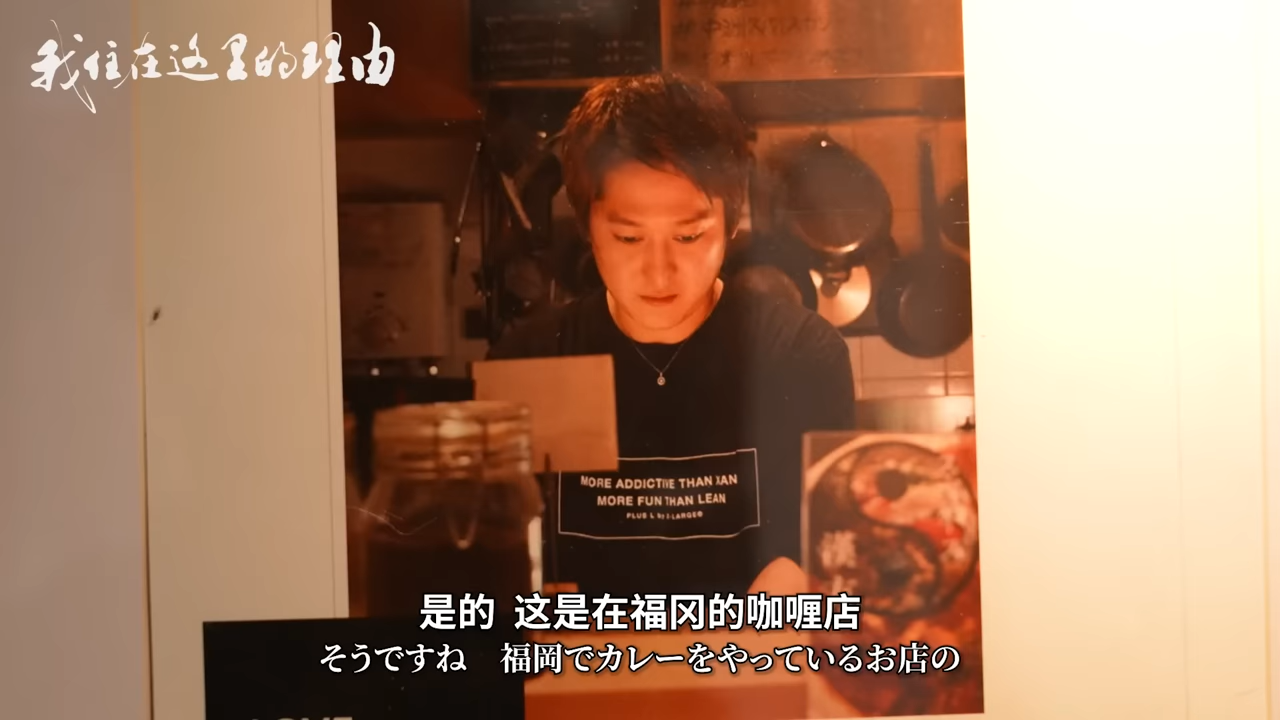 我住在这里的理由
MORE ADDICTIVE THAN XAN
MORE FUN THAN LEAN
漢
是的 这是在福冈的咖喱店
そうですね 福岡でカレーをやっているお店の